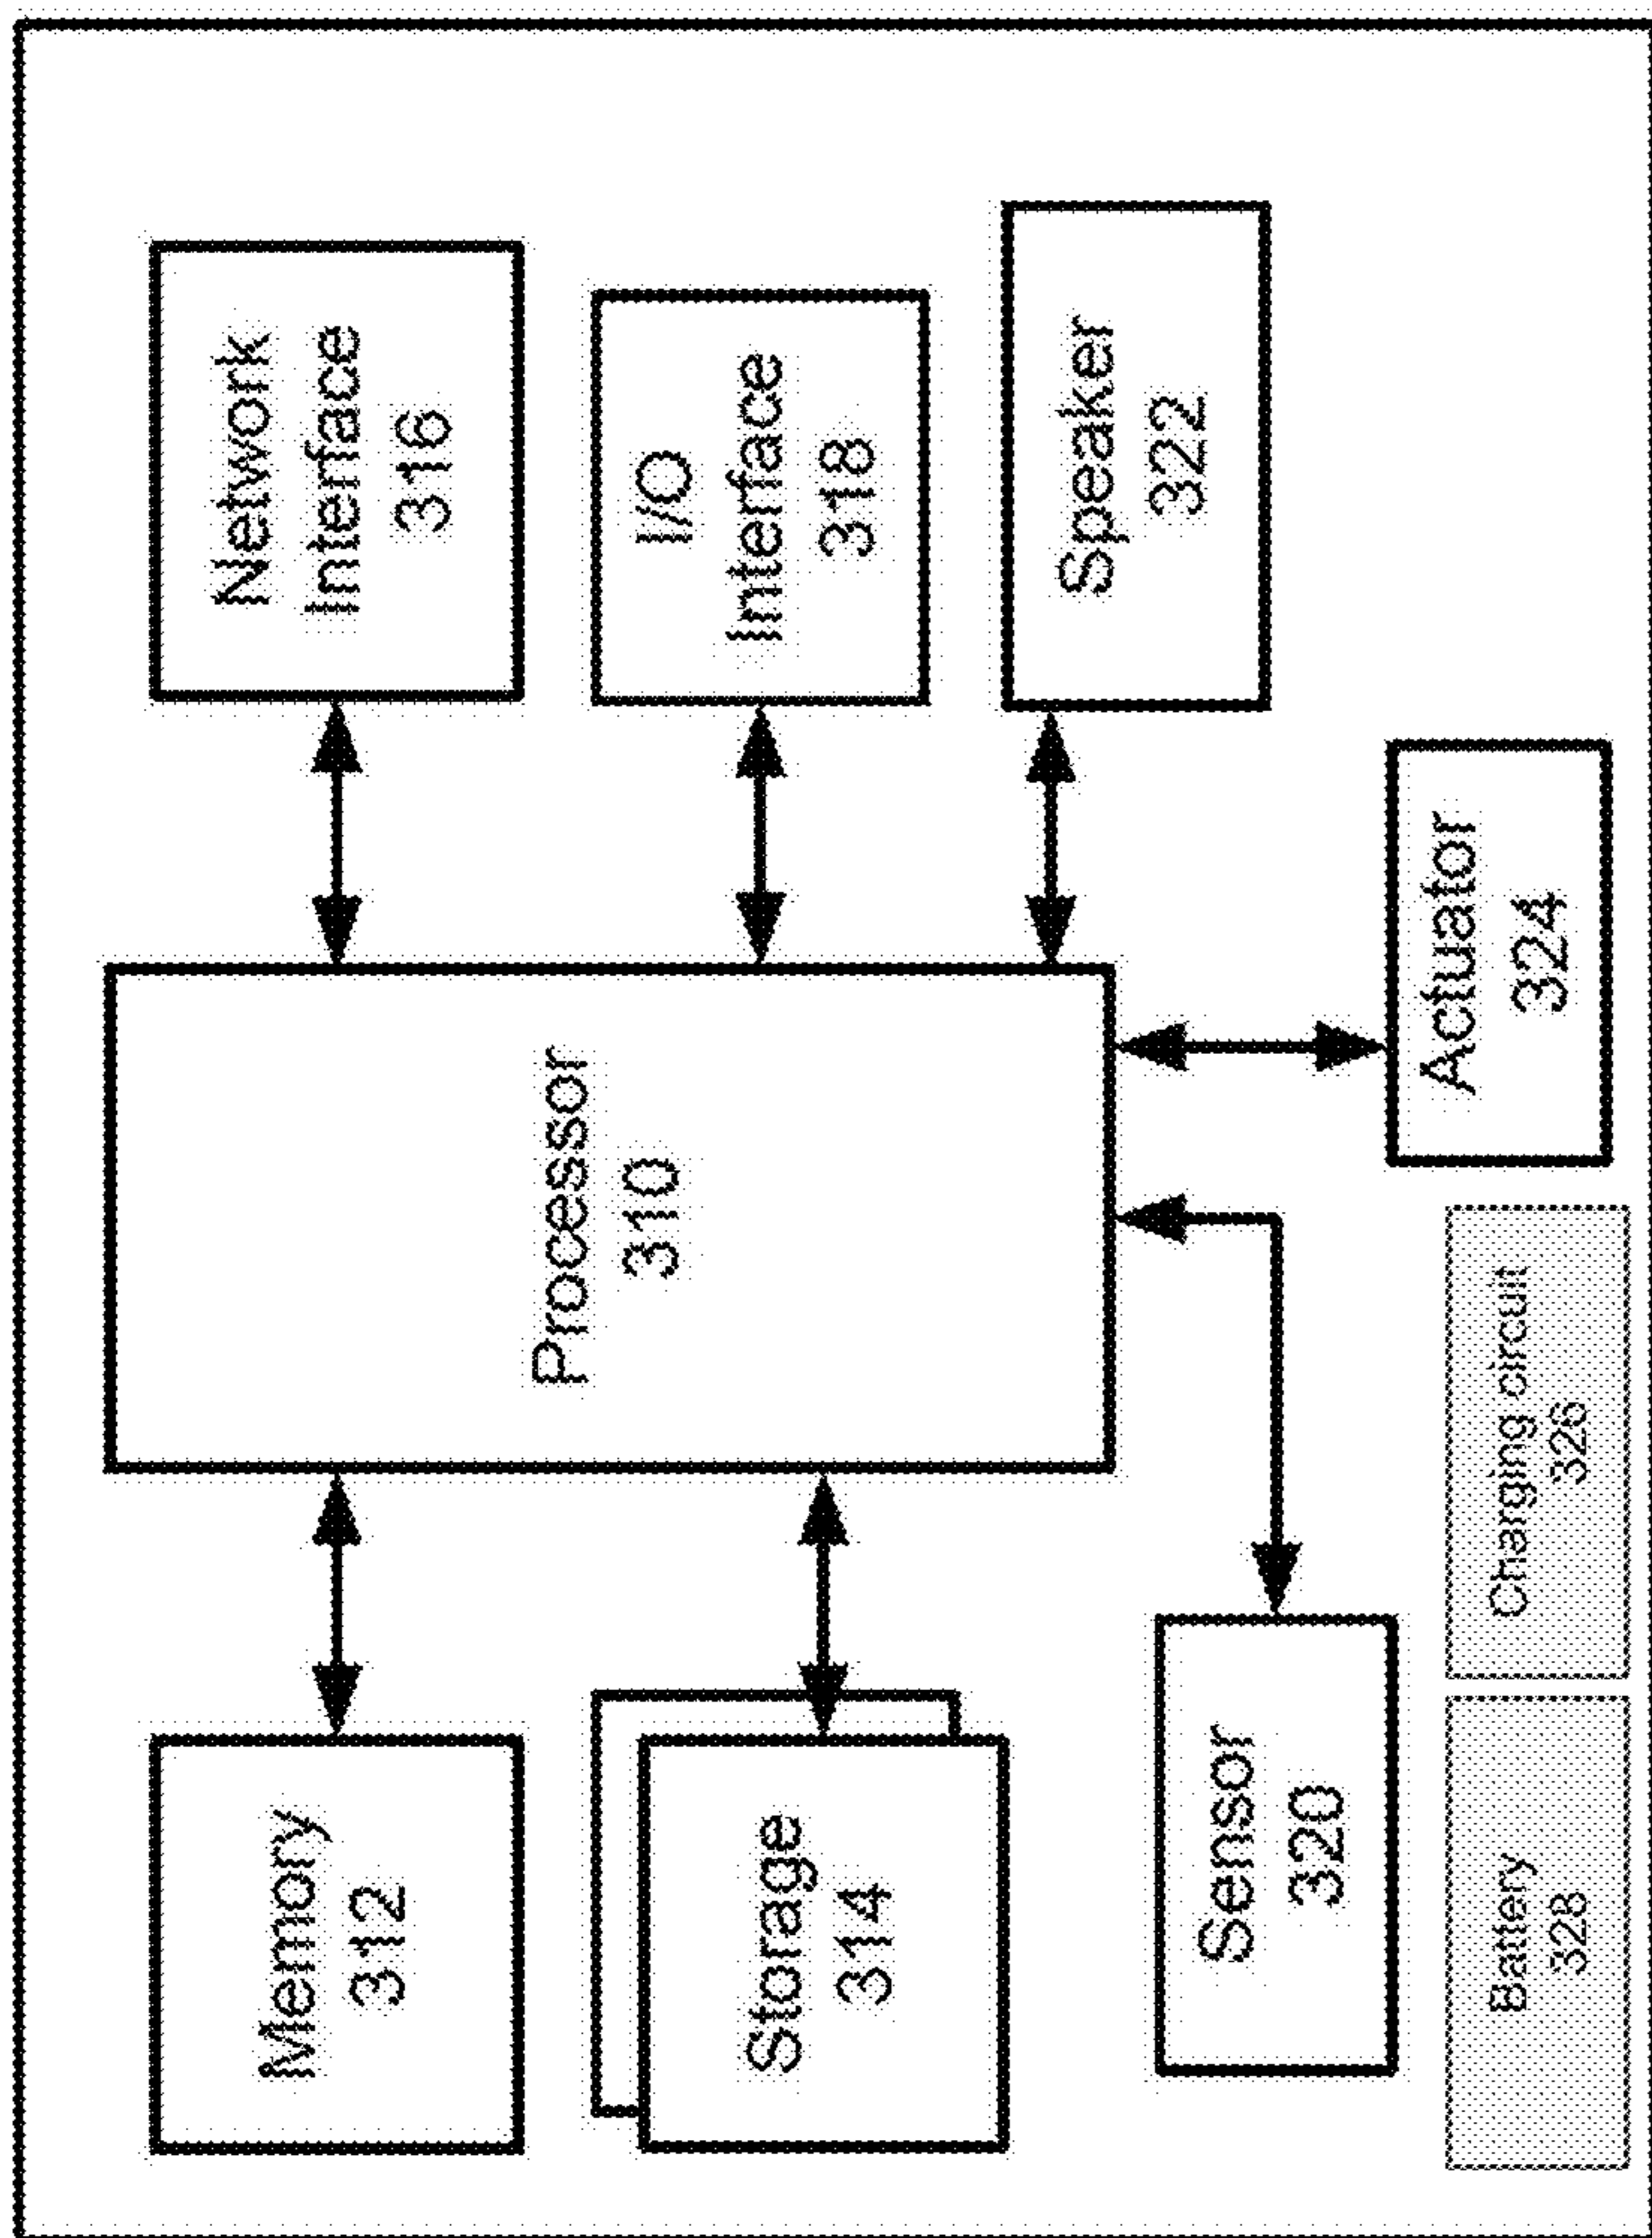 Memory
312
Processor
310
Network
Interface
316
Storage
314
I/O
Interface
318
Sensor
320
Speaker
322
Actuator
324
Battery
328
Charging circuit
326